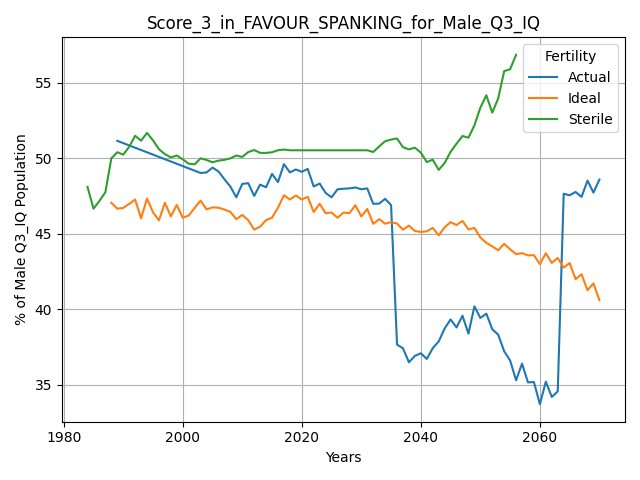 Score_3_in_FAVOUR_SPANKING_for_Male_Q3_IQ
% of Male Q3_IQ Population
55
50
45
40
35
1980
2000
2020
2040
2060
Years
Fertility
Actual
Ideal
Sterile